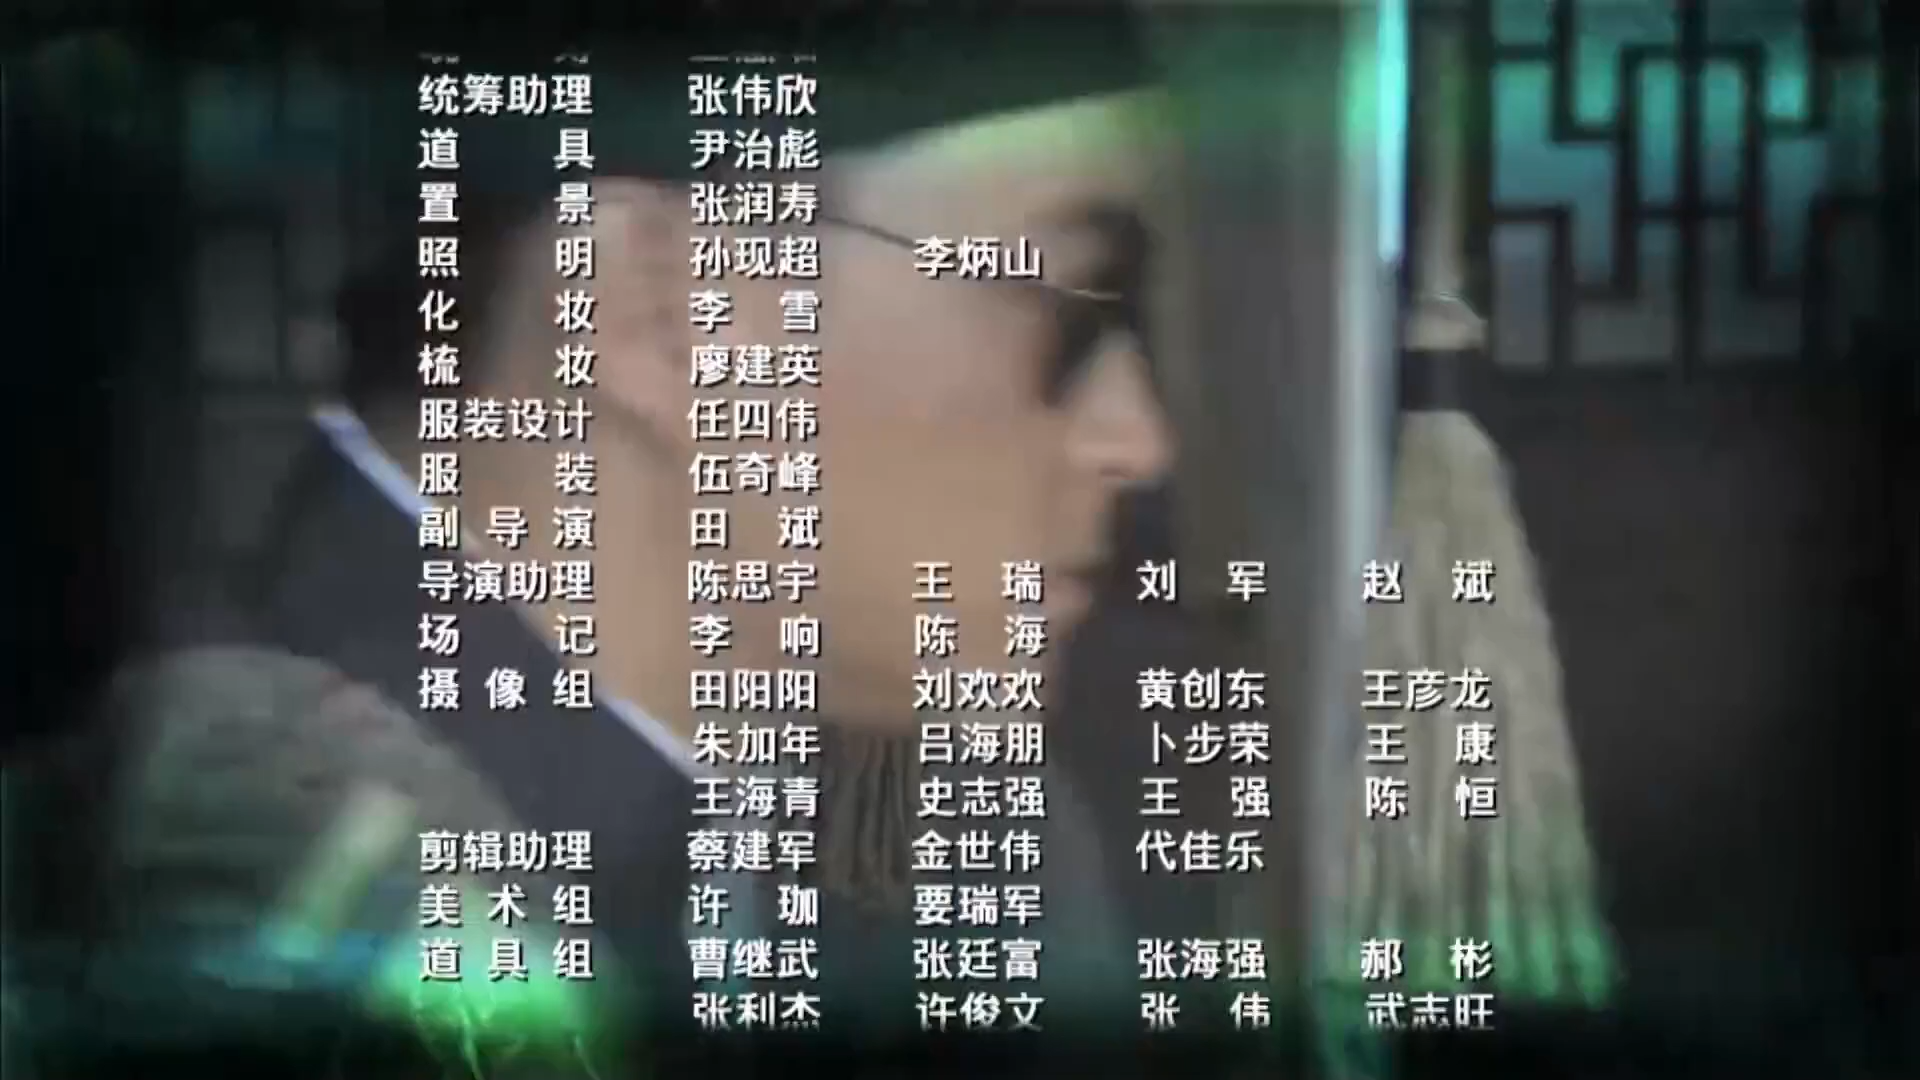 统筹助理 张伟欣
道具 尹治彪
置景 张润寿
照明 孙现超 李炳山
化妆 李雪
梳妆 廖建英
服装设计 任四伟
服装 伍奇峰
副导演 田斌
导演助理 陈思宇 王瑞 刘军 赵斌
场记 李响 陈海
摄像组 田阳阳 刘欢欢 黄创东 王彦龙
朱加年 吕海朋 卜步荣 王康
王海青 史志强 王强 陈恒
剪辑助理 蔡建军 金世伟 代佳乐
美术组 许珈 要瑞军
道具组 曹继武 张廷富 张海强 郝彬
张利杰 许俊文 张伟 武志旺